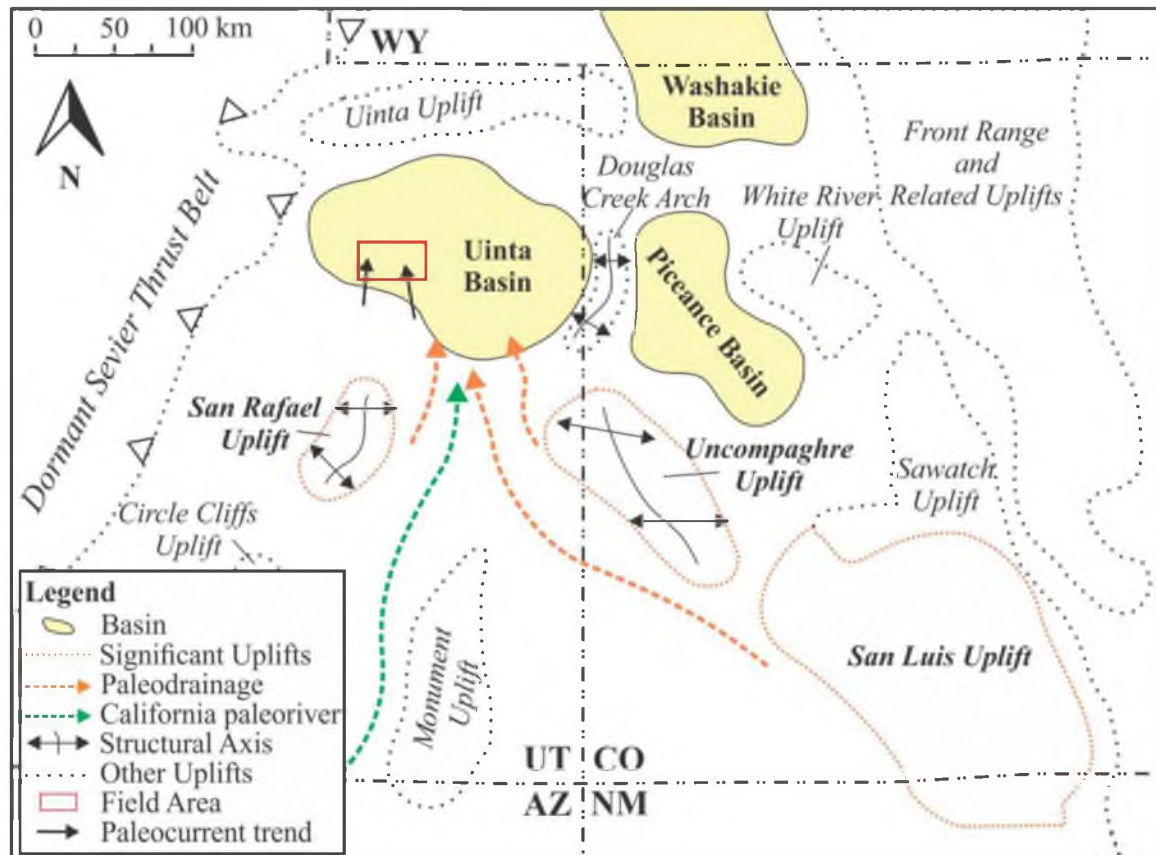 0 50 100 km
WY
N
Uinta Uplift
Washakie
Basin
Front Range
and
Related Uplifts
Douglas
Creek Arch
White River
Uplift
Dormant Sevier Thrust Belt
Uinta
Basin
Piceance Basin
San Rafael
Uplift
Uncompaghre
Uplift
Sawatch
Uplift
Circle Cliffs
Uplift
Monument
Uplift
San Luis Uplift
UT CO
AZ NM
Legend
Basin
Significant Uplifts
Paleodrainage
California paleoriver
Structural Axis
Other Uplifts
Field Area
Paleocurrent trend